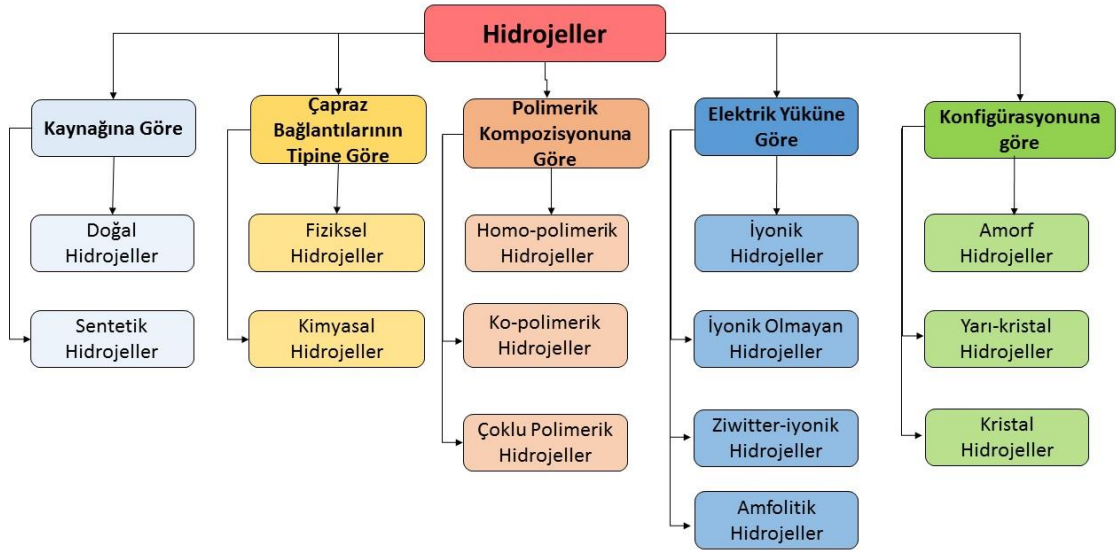 Hidrojeller
Kaynağına Göre
Çapraz
Bağlantılarının
Tipine Göre
Polimerik
Kompozisyonuna
Göre
Elektrik Yüküne
Göre
Konfigürasyonuna
göre
Doğal
Hidrojeller
Fiziksel
Hidrojeller
Homo-polimerik
Hidrojeller
İyonik
Hidrojeller
Amorf
Hidrojeller
Sentetik
Hidrojeller
Kimyasal
Hidrojeller
Ko-polimerik
Hidrojeller
İyonik Olmayan
Hidrojeller
Yarı-kristal
Hidrojeller
Çoklu Polimerik
Hidrojeller
Ziwitter-iyonik
Hidrojeller
Kristal
Hidrojeller
Amfolitik
Hidrojeller